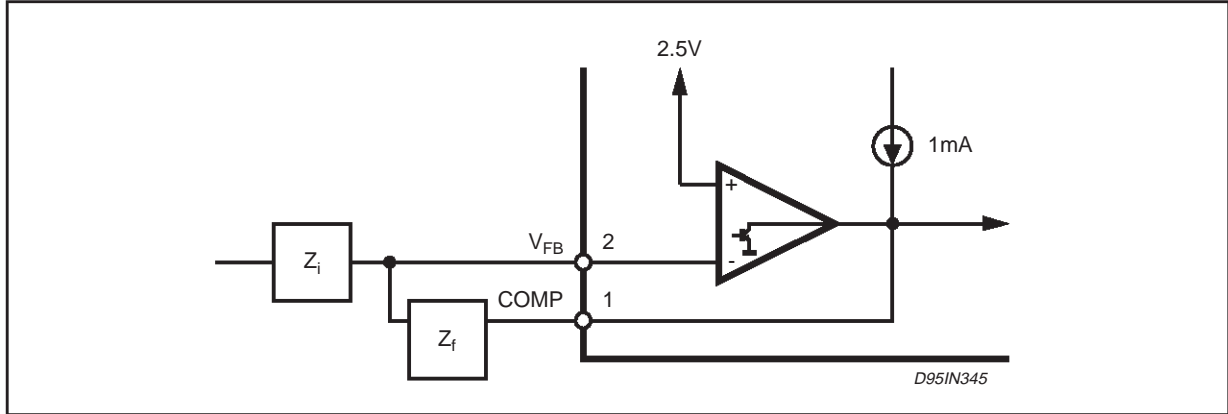 2.5V
1mA
+
-
Zi
VFB 2
COMP 1
Zf
D95IN345